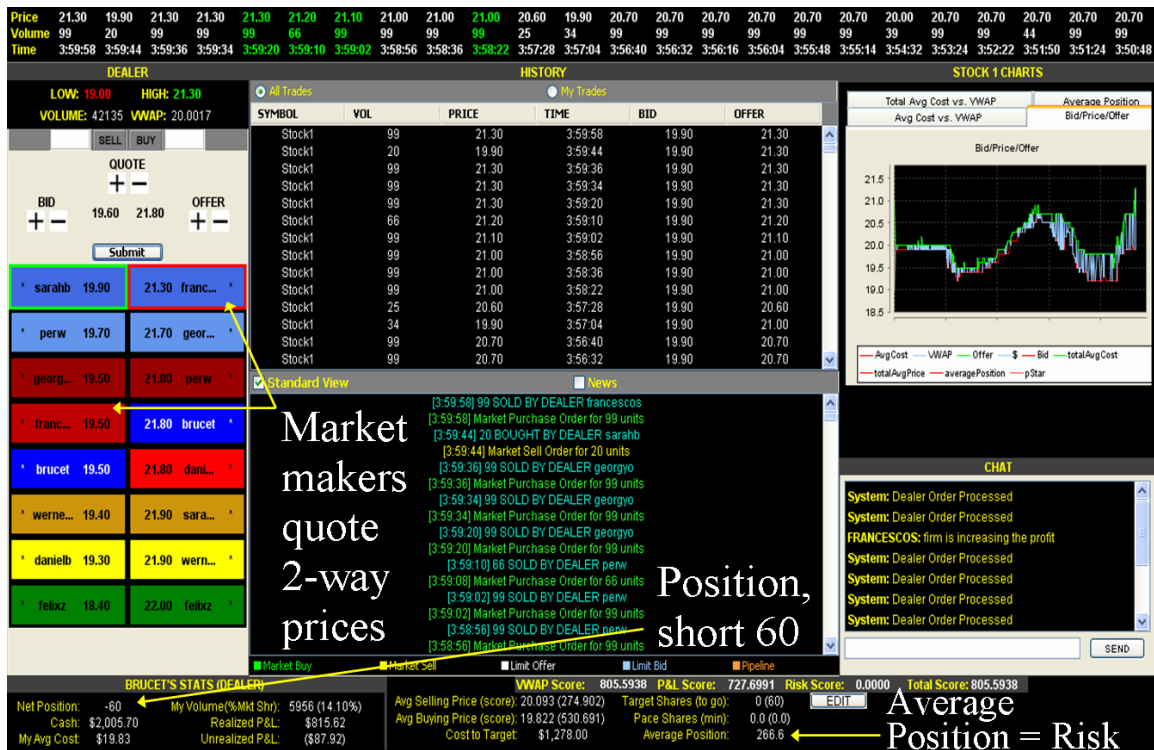 Price 21.30 19.90 21.30 21.30 21.30 21.20 21.10 21.00 21.00 21.00 20.60 19.90 20.70 20.70 20.70 20.70 20.70 20.70 20.00 20.70 20.70 20.70 20.70 20.70
Volume 99 20 99 99 99 66 99 99 99 99 25 34 99 99 99 99 99 99 39 99 99 44 99 99
Time 3:59:58 3:59:44 3:59:36 3:59:34 3:59:20 3:59:10 3:59:02 3:58:56 3:58:36 3:58:22 3:57:28 3:57:04 3:56:40 3:56:32 3:56:16 3:56:04 3:55:48 3:55:14 3:54:32 3:53:24 3:52:22 3:51:50 3:51:24 3:50:48
DEALER
LOW: 19.00 HIGH: 21.30
VOLUME: 42135 VWAP: 20.0017
SELL BUY
QUOTE
+ −
BID OFFER
+ − 19.60 21.80 + −
Submit
* sarahb 19.90 21.30 franc... *
* perw 19.70 21.70 geor... *
* georg... 19.50 21.80 perw *
* franc... 19.50 21.80 brucet *
* brucet 19.50 21.80 dani... *
* werne... 19.40 21.90 sara... *
* danielb 19.30 21.90 wern... *
* felixz 18.40 22.00 felixz *
HISTORY
All Trades My Trades
SYMBOL VOL PRICE TIME BID OFFER
Stock1 99 21.30 3:59:58 19.90 21.30
Stock1 20 19.90 3:59:44 19.90 21.30
Stock1 99 21.30 3:59:36 19.90 21.30
Stock1 99 21.30 3:59:34 19.90 21.30
Stock1 99 21.30 3:59:20 19.90 21.30
Stock1 66 21.20 3:59:10 19.90 21.20
Stock1 99 21.10 3:59:02 19.90 21.10
Stock1 99 21.00 3:58:56 19.90 21.00
Stock1 99 21.00 3:58:36 19.90 21.00
Stock1 99 21.00 3:58:22 19.90 21.00
Stock1 25 20.60 3:57:28 19.90 20.60
Stock1 34 19.90 3:57:04 19.90 21.00
Stock1 99 20.70 3:56:40 19.90 20.70
Stock1 99 20.70 3:56:32 19.90 20.70
Standard View News
[3:59:58] 99 SOLD BY DEALER francescos
[3:59:58] Market Purchase Order for 99 units
[3:59:44] 20 BOUGHT BY DEALER sarahb
[3:59:44] Market Sell Order for 20 units
[3:59:36] 99 SOLD BY DEALER georgyo
[3:59:36] Market Purchase Order for 99 units
[3:59:34] 99 SOLD BY DEALER georgyo
[3:59:34] Market Purchase Order for 99 units
[3:59:20] 99 SOLD BY DEALER georgyo
[3:59:20] Market Purchase Order for 99 units
[3:59:10] 66 SOLD BY DEALER perw
[3:59:08] Market Purchase Order for 66 units
[3:59:02] 99 SOLD BY DEALER perw
[3:59:02] Market Purchase Order for 99 units
[3:58:56] 99 SOLD BY DEALER perw
[3:58:56] Market Purchase Order for 99 units
Market Buy Market Sell Limit Offer Limit Bid Pipeline
Market
makers
quote
2-way
prices
Position,
short 60
STOCK 1 CHARTS
Total Avg Cost vs. VWAP Average Position
Avg Cost vs. VWAP Bid/Price/Offer
Bid/Price/Offer
21.5
21.0
20.5
20.0
19.5
19.0
18.5
AvgCost VWAP Offer $ Bid totalAvgCost
totalAvgPrice averagePosition pStar
CHAT
System: Dealer Order Processed
System: Dealer Order Processed
FRANCESCOS: firm is increasing the profit
System: Dealer Order Processed
System: Dealer Order Processed
System: Dealer Order Processed
System: Dealer Order Processed
SEND
BRUCET'S STATS (DEALER)
Net Position: -60 My Volume(%Mkt Shr): 5956 (14.10%)
Cash: $2,005.70 Realized P&L: $815.62
My Avg Cost: $19.83 Unrealized P&L: ($87.92)
VWAP Score: 805.5938 P&L Score: 727.6991 Risk Score: 0.0000 Total Score: 805.5938
Avg Selling Price (score): 20.093 (274.902) Target Shares (to go): 0 (60) EDIT
Avg Buying Price (score): 19.822 (530.691) Pace Shares (min): 0.0 (0.0)
Cost to Target: $1,278.00 Average Position: 266.6
Average
Position = Risk